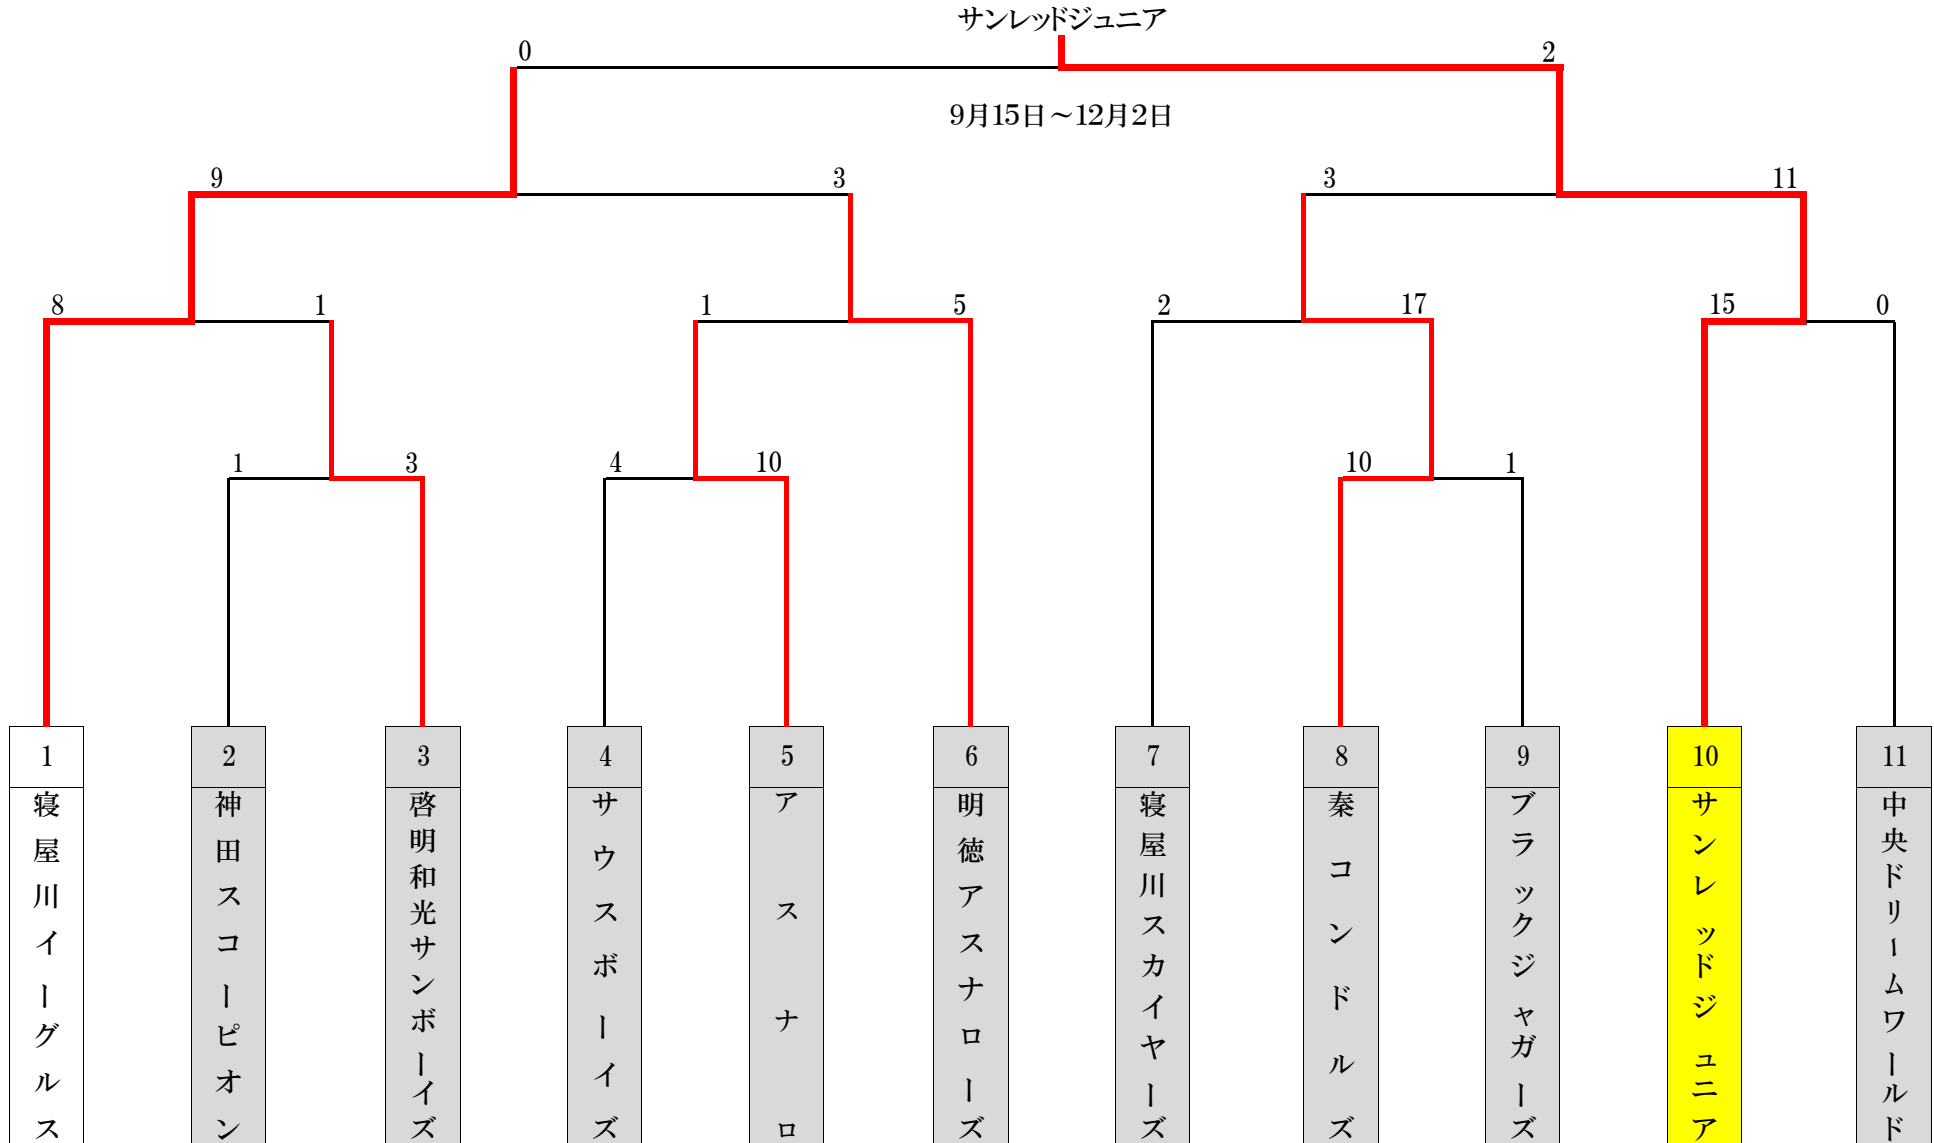 サンレッドジュニア
0
2
9月15日～12月2日
9
3
3
11
8
1
1
5
2
17
15
0
1
3
4
10
10
1
1
2
3
4
5
6
7
8
9
10
11
寝屋川イーグルス
神田スコーピオン
啓明和光サンボーイズ
サウスボーイズ
アスナロ
明徳アスナローズ
寝屋川スカイヤーズ
秦コンドルズ
ブラックジャガーズ
サンレッドジュニア
中央ドリームワールド